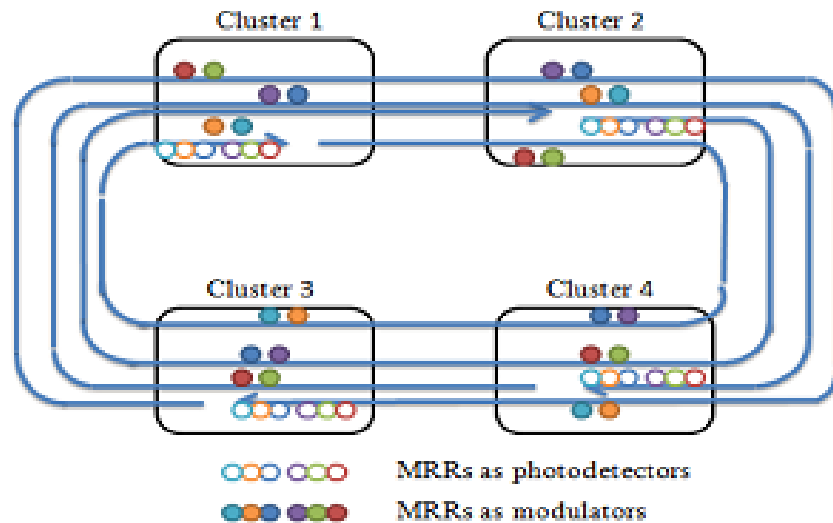 Cluster 1
Cluster 2
Cluster 3
Cluster 4
MRRs as photodetectors
MRRs as modulators